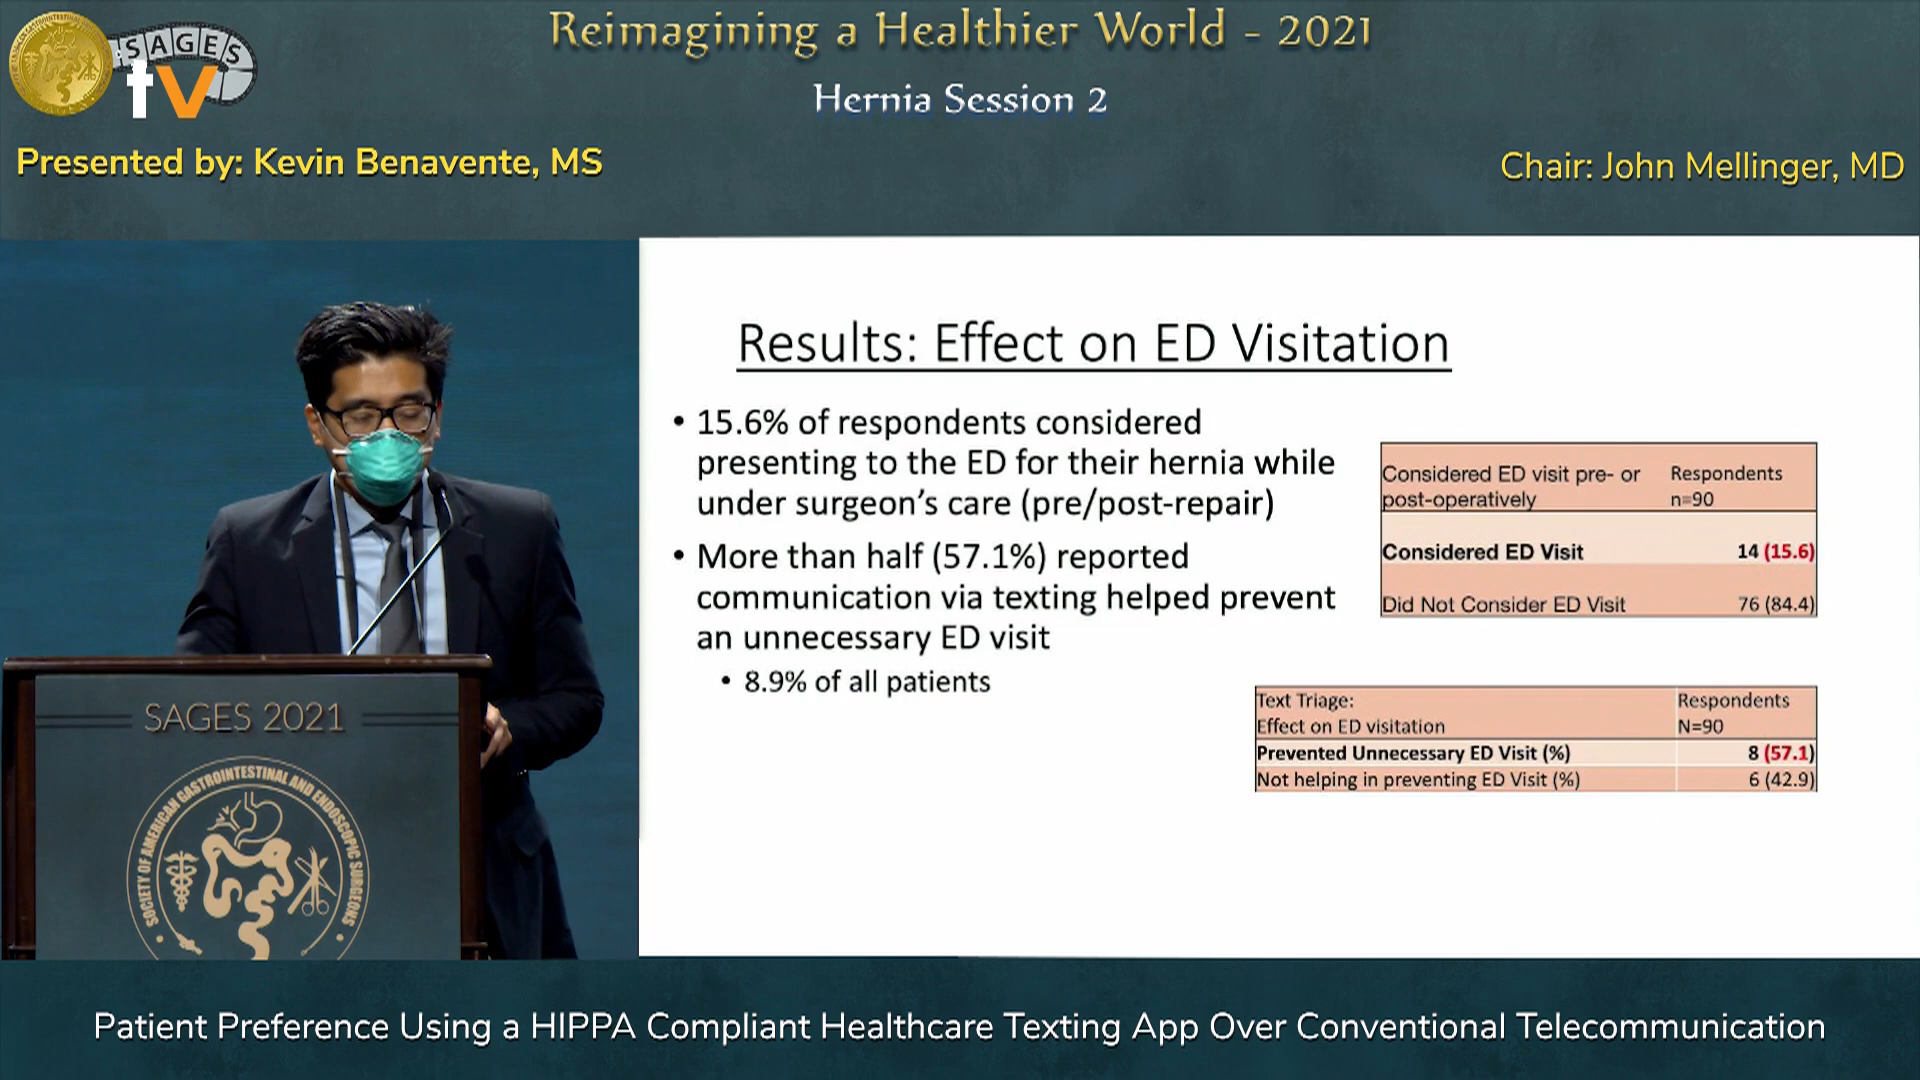 Reimagining a Healthier World - 2021
SAGES
tv
Hernia Session 2
Presented by: Kevin Benavente, MS
Chair: John Mellinger, MD
Results: Effect on ED Visitation
• 15.6% of respondents considered
presenting to the ED for their hernia while
under surgeon's care (pre/post-repair)
• More than half (57.1%) reported
communication via texting helped prevent
an unnecessary ED visit
• 8.9% of all patients
Considered ED visit pre- or Respondents
post-operatively n=90
Considered ED Visit 14 (15.6)
Did Not Consider ED Visit 76 (84.4)
Text Triage: Respondents
Effect on ED visitation N=90
Prevented Unnecessary ED Visit (%) 8 (57.1)
Not helping in preventing ED Visit (%) 6 (42.9)
SAGES 2021
SOCIETY OF AMERICAN GASTROINTESTINAL AND ENDOSCOPIC SURGEONS
Patient Preference Using a HIPPA Compliant Healthcare Texting App Over Conventional Telecommunication